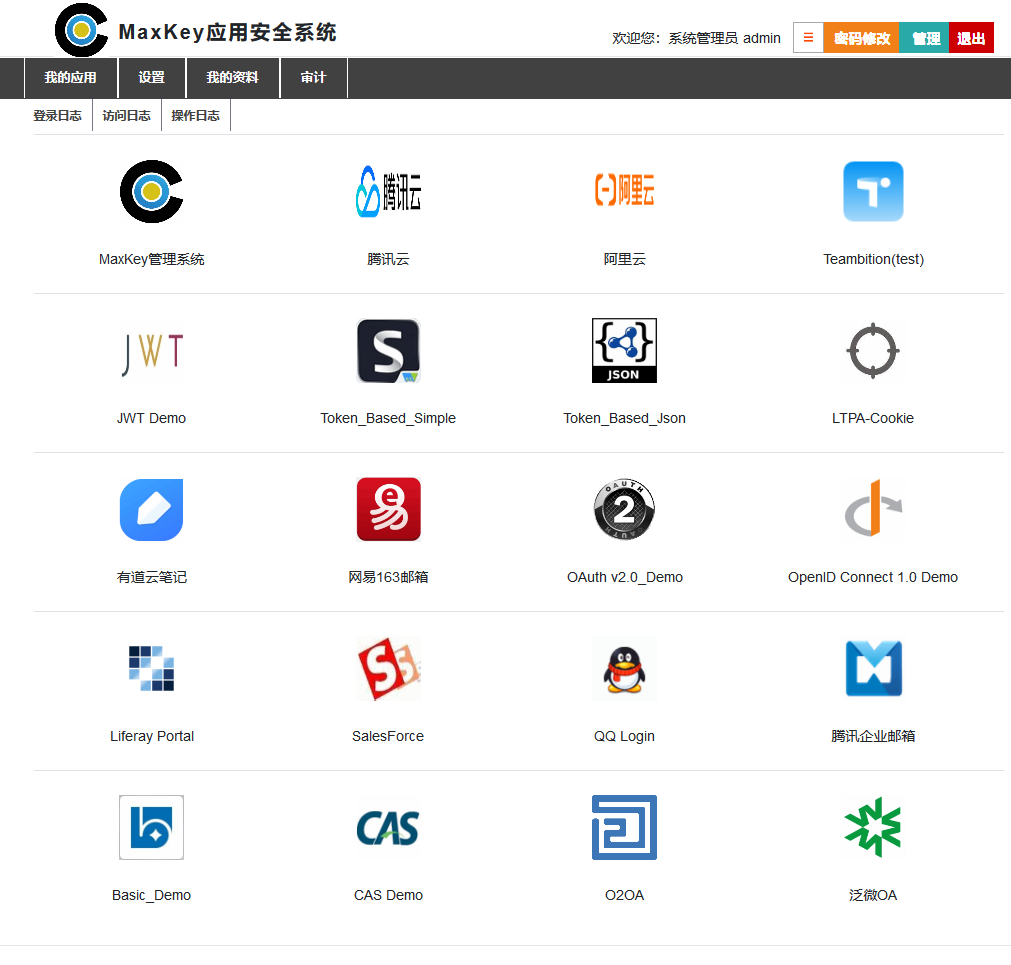 MaxKey应用安全系统
欢迎您：系统管理员 admin ☰ 密码修改 管理 退出
我的应用 设置 我的资料 审计
登录日志 访问日志 操作日志
腾讯云 阿里云
MaxKey管理系统 腾讯云 阿里云 Teambition(test)
JWT S JSON
JWT Demo Token_Based_Simple Token_Based_Json LTPA-Cookie
e易 OAUTH 2 OAUTH
有道云笔记 网易163邮箱 OAuth v2.0_Demo OpenID Connect 1.0 Demo
S S
Liferay Portal SalesForce QQ Login 腾讯企业邮箱
CAS
Basic_Demo CAS Demo O2OA 泛微OA